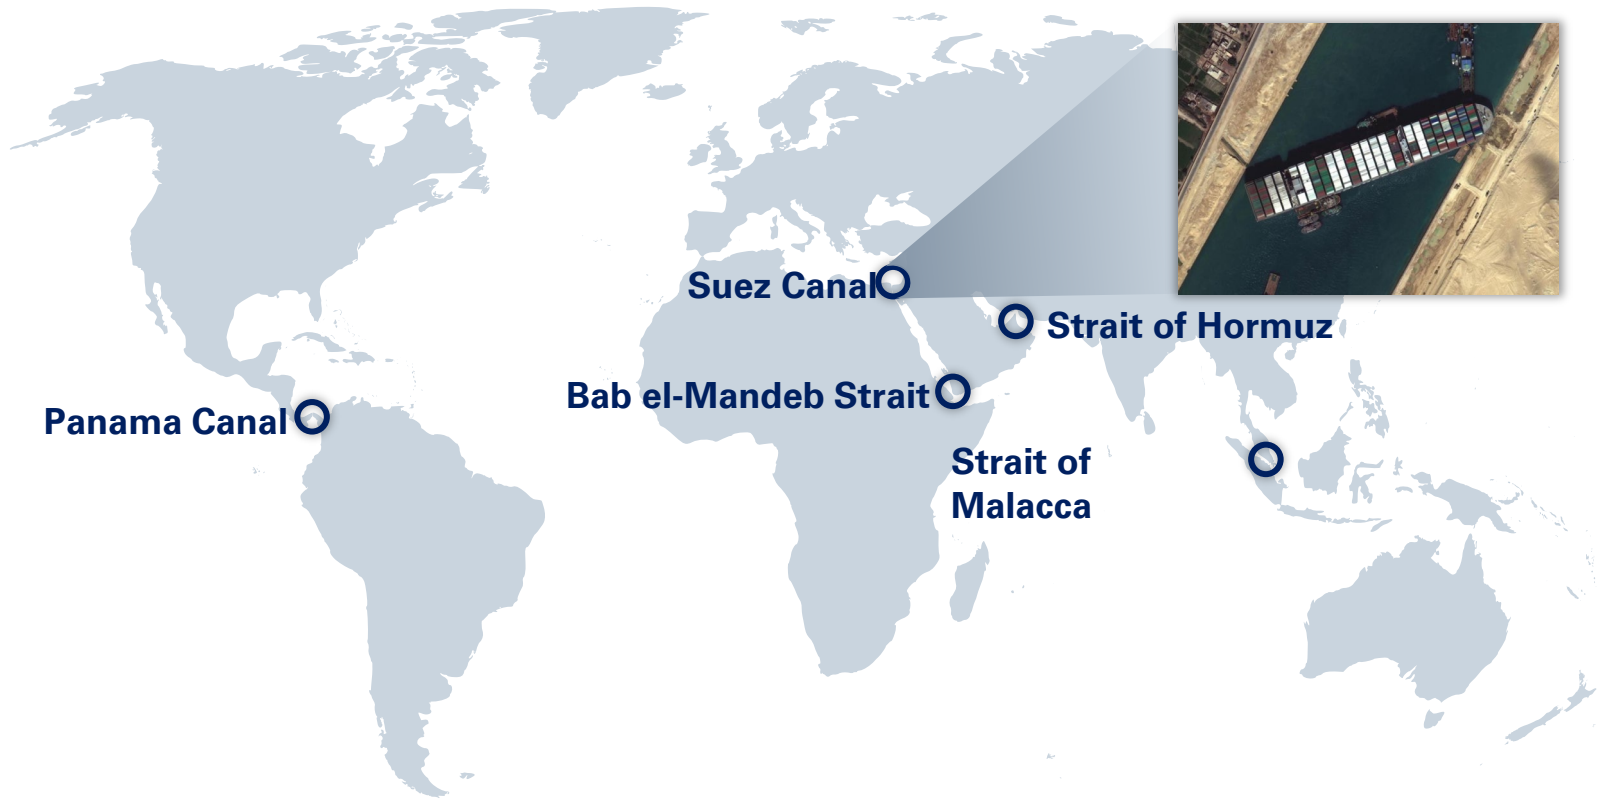 Suez Canal
Strait of Hormuz
Bab el-Mandeb Strait
Panama Canal
Strait of
Malacca